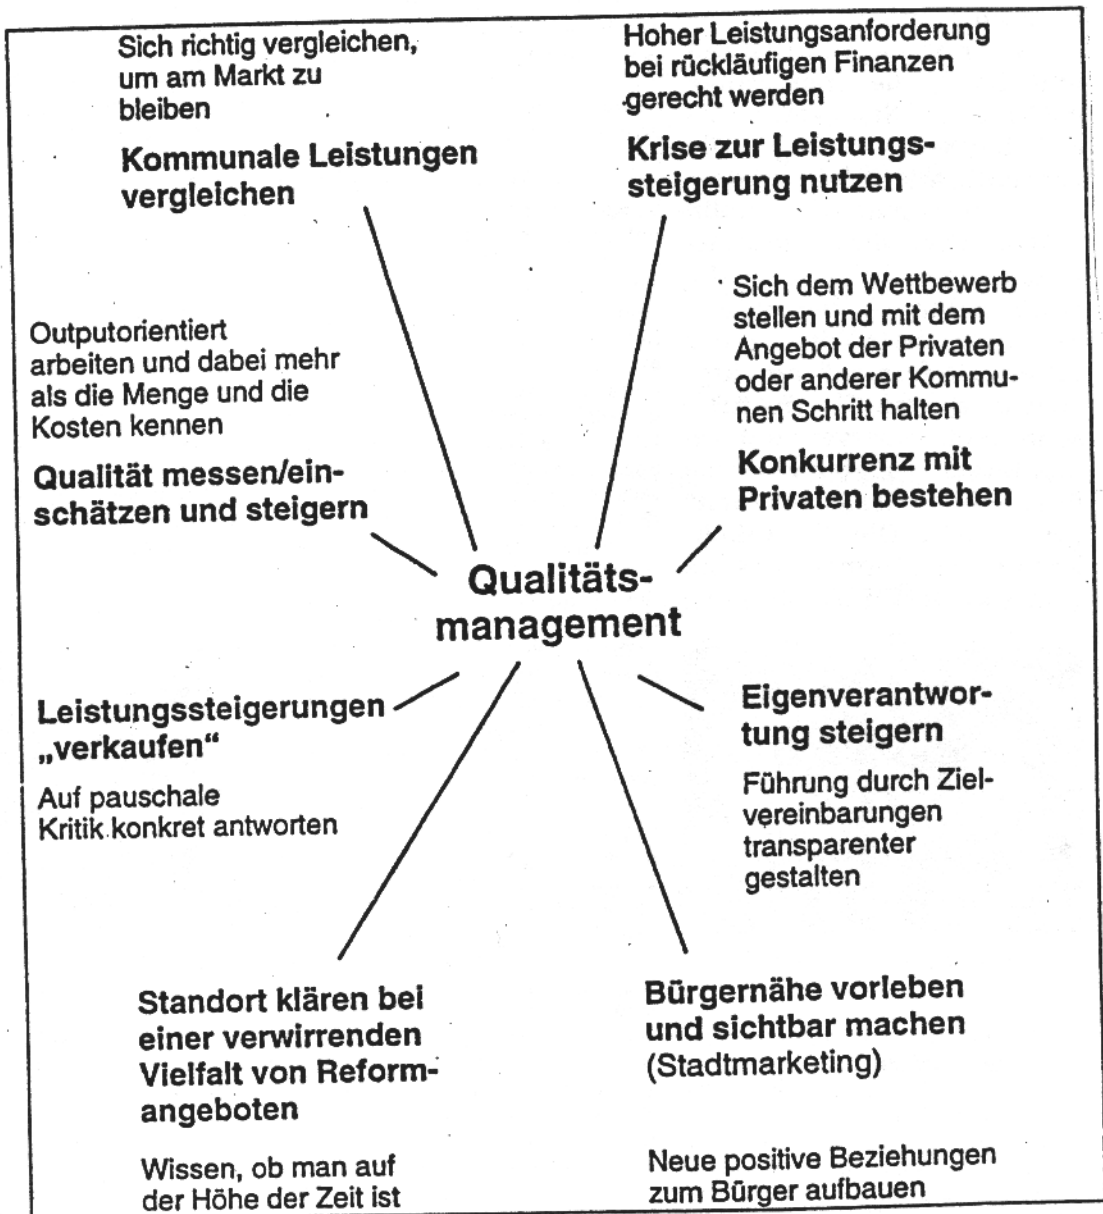 Sich richtig vergleichen,
um am Markt zu
bleiben
Kommunale Leistungen
vergleichen
Hoher Leistungsanforderung
bei rückläufigen Finanzen
gerecht werden
Krise zur Leistungs-
steigerung nutzen
Outputorientiert
arbeiten und dabei mehr
als die Menge und die
Kosten kennen
Qualität messen/ein-
schätzen und steigern
Sich dem Wettbewerb
stellen und mit dem
Angebot der Privaten
oder anderer Kommu-
nen Schritt halten
Konkurrenz mit
Privaten bestehen
Qualitäts-
management
Leistungssteigerungen
„verkaufen“
Auf pauschale
Kritik konkret antworten
Eigenverantwor-
tung steigern
Führung durch Ziel-
vereinbarungen
transparenter
gestalten
Standort klären bei
einer verwirrenden
Vielfalt von Reform-
angeboten
Wissen, ob man auf
der Höhe der Zeit ist
Bürgernähe vorleben
und sichtbar machen
(Stadtmarketing)
Neue positive Beziehungen
zum Bürger aufbauen